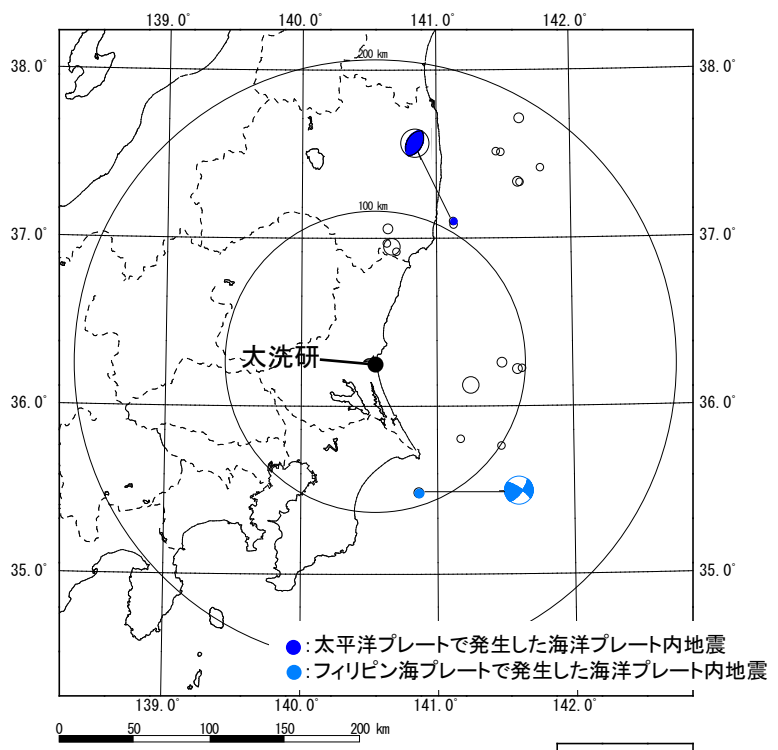 139.0° 140.0° 141.0° 142.0°
38.0° 38.0°
200 km
100 km
37.0° 37.0°
太洗研
36.0° 36.0°
35.0° 35.0°
●：太平洋プレートで発生した海洋プレート内地震
●：フィリピン海プレートで発生した海洋プレート内地震
139.0° 140.0° 141.0° 142.0°
0 50 100 150 200 km